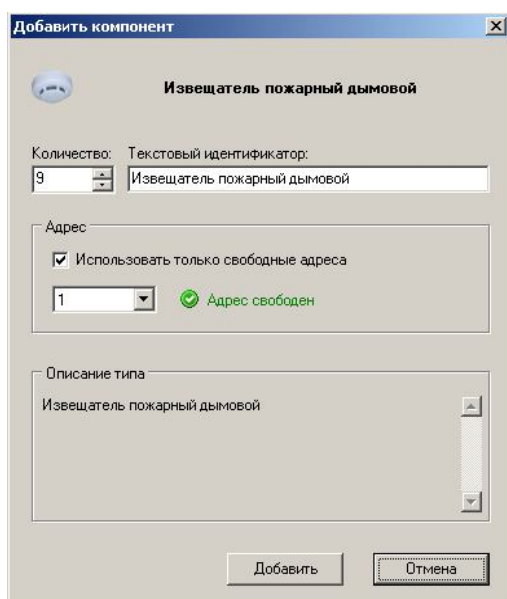 Добавить компонент
Извещатель пожарный дымовой
Количество: Текстовый идентификатор:
9 Извещатель пожарный дымовой
Адрес
Использовать только свободные адреса
1 Адрес свободен
Описание типа
Извещатель пожарный дымовой
Добавить Отмена